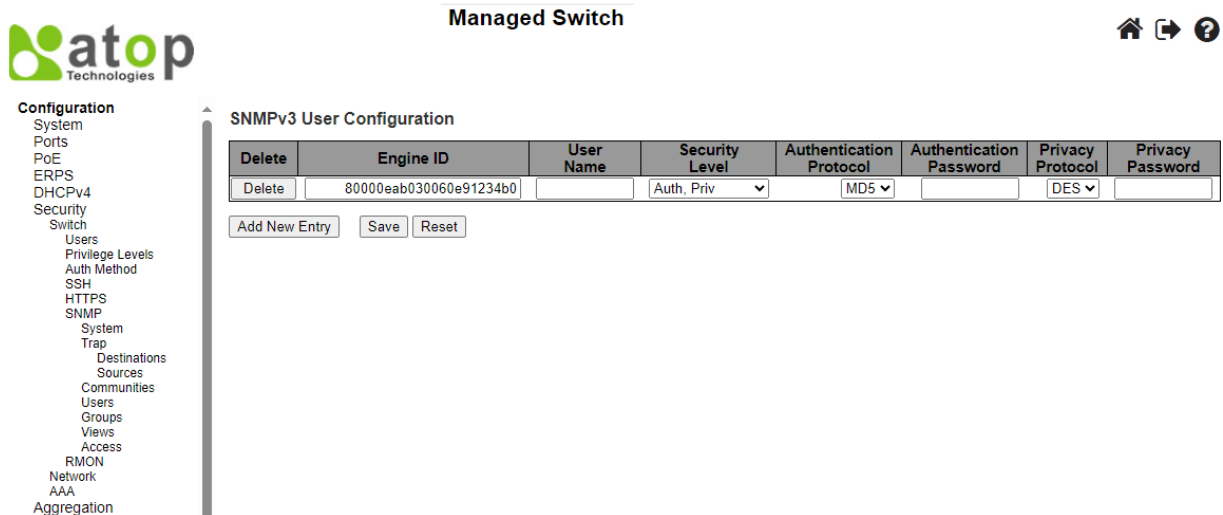 Managed Switch
atop
Technologies
Configuration
System
Ports
PoE
ERPS
DHCPv4
Security
Switch
Users
Privilege Levels
Auth Method
SSH
HTTPS
SNMP
System
Trap
Destinations
Sources
Communities
Users
Groups
Views
Access
RMON
Network
AAA
Aggregation
SNMPv3 User Configuration
Delete Engine ID User Name Security Level Authentication Protocol Authentication Password Privacy Protocol Privacy Password
Delete 80000eab030060e91234b0 Auth, Priv MD5 DES
Add New Entry Save Reset